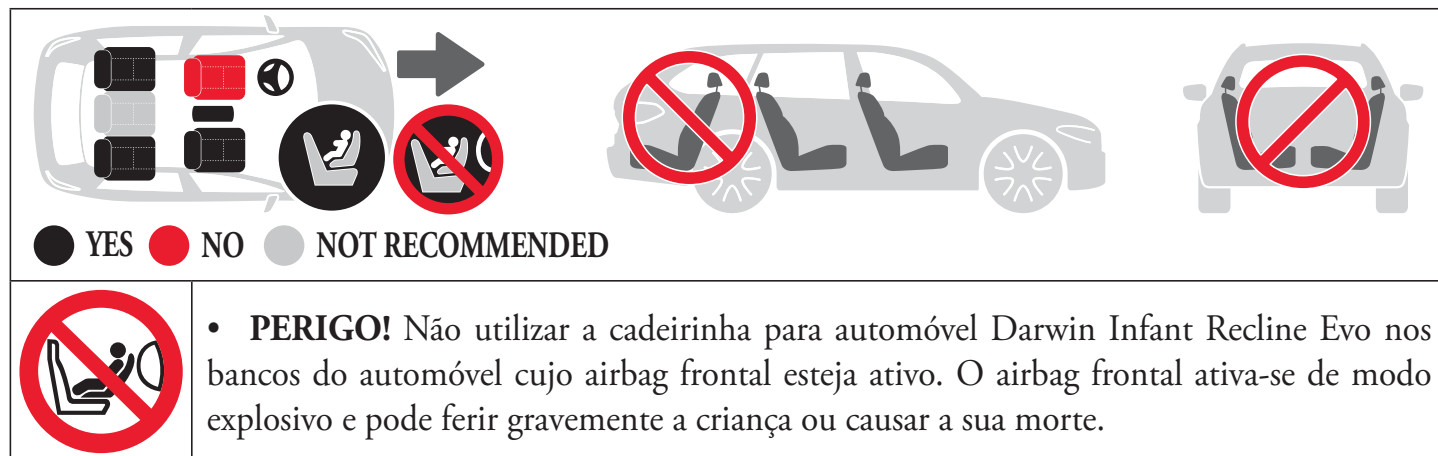 YES NO NOT RECOMMENDED
• PERIGO! Não utilizar a cadeirinha para automóvel Darwin Infant Recline Evo nos
bancos do automóvel cujo airbag frontal esteja ativo. O airbag frontal ativa-se de modo
explosivo e pode ferir gravemente a criança ou causar a sua morte.